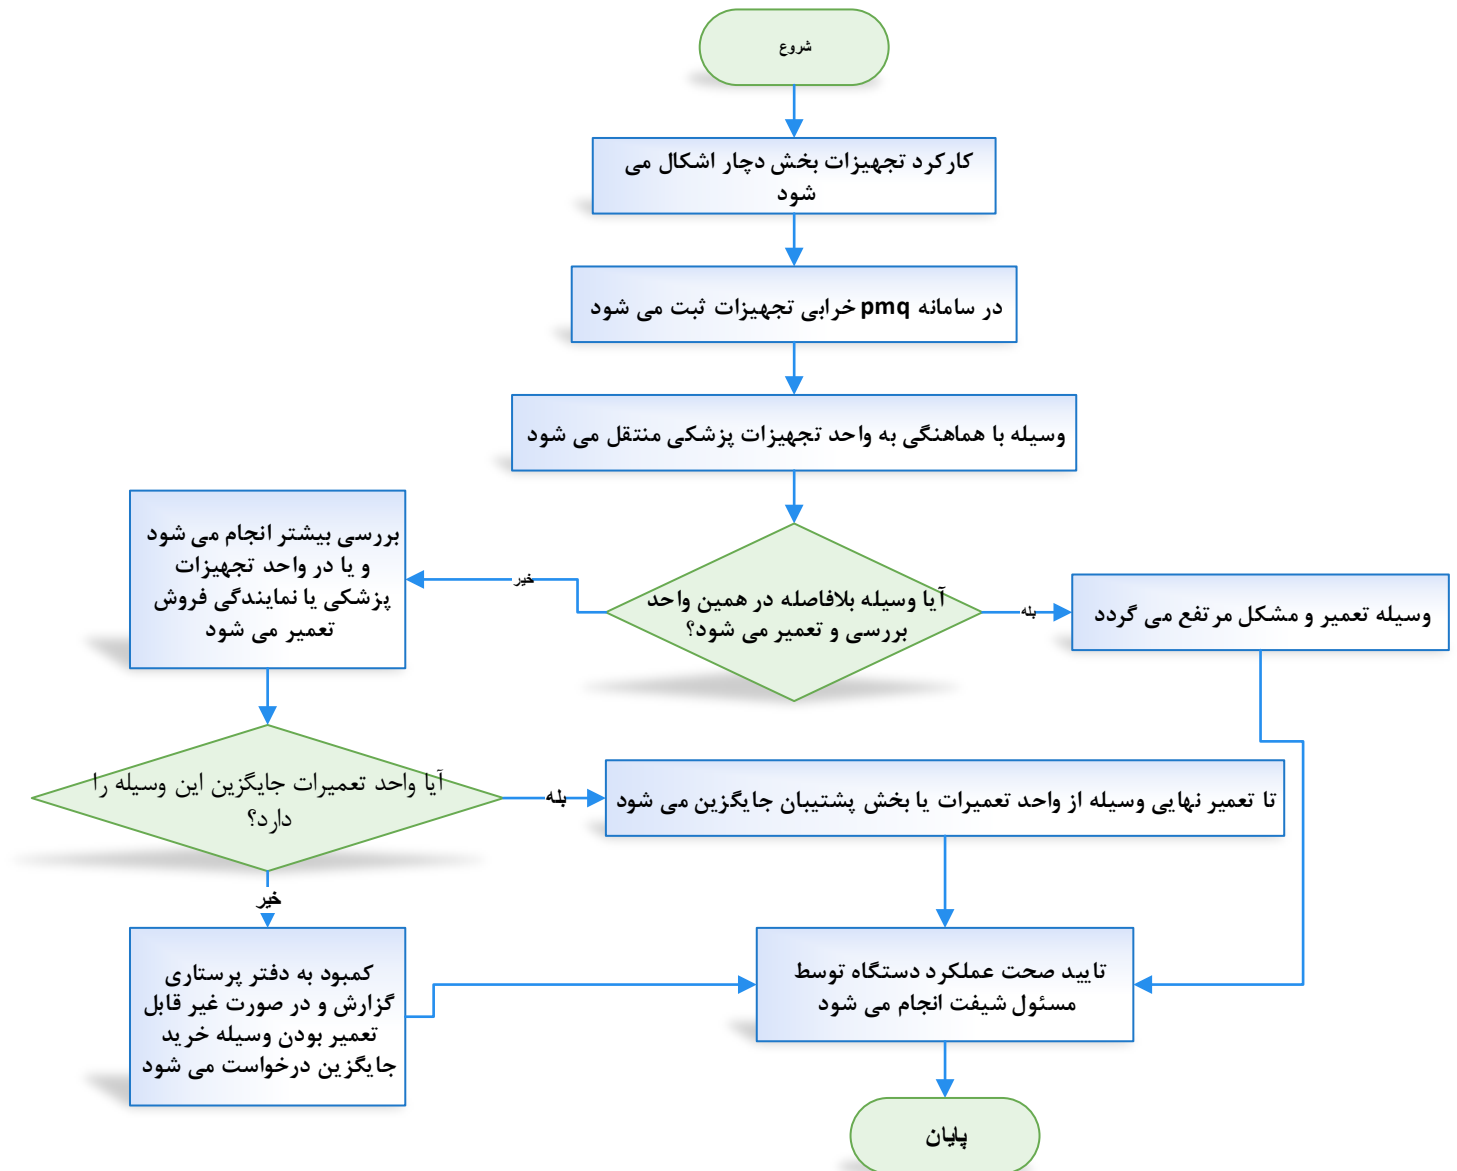 شروع
کارکرد تجهیزات بخش دچار اشکال می
شود
در سامانه pmq خرابی تجهیزات ثبت می شود
وسیله با هماهنگی به واحد تجهیزات پزشکی منتقل می شود
آیا وسیله بلافاصله در همین واحد
بررسی و تعمیر می شود؟
بله
وسیله تعمیر و مشکل مرتفع می گردد
خیر
بررسی بیشتر انجام می شود
و یا در واحد تجهیزات
پزشکی یا نمایندگی فروش
تعمیر می شود
آیا واحد تعمیرات جایگزین این وسیله را
دارد؟
بله
تا تعمیر نهایی وسیله از واحد تعمیرات یا بخش پشتیبان جایگزین می شود
خیر
کمبود به دفتر پرستاری
گزارش و در صورت غیر قابل
تعمیر بودن وسیله خرید
جایگزین درخواست می شود
تایید صحت عملکرد دستگاه توسط
مسئول شیفت انجام می شود
پایان